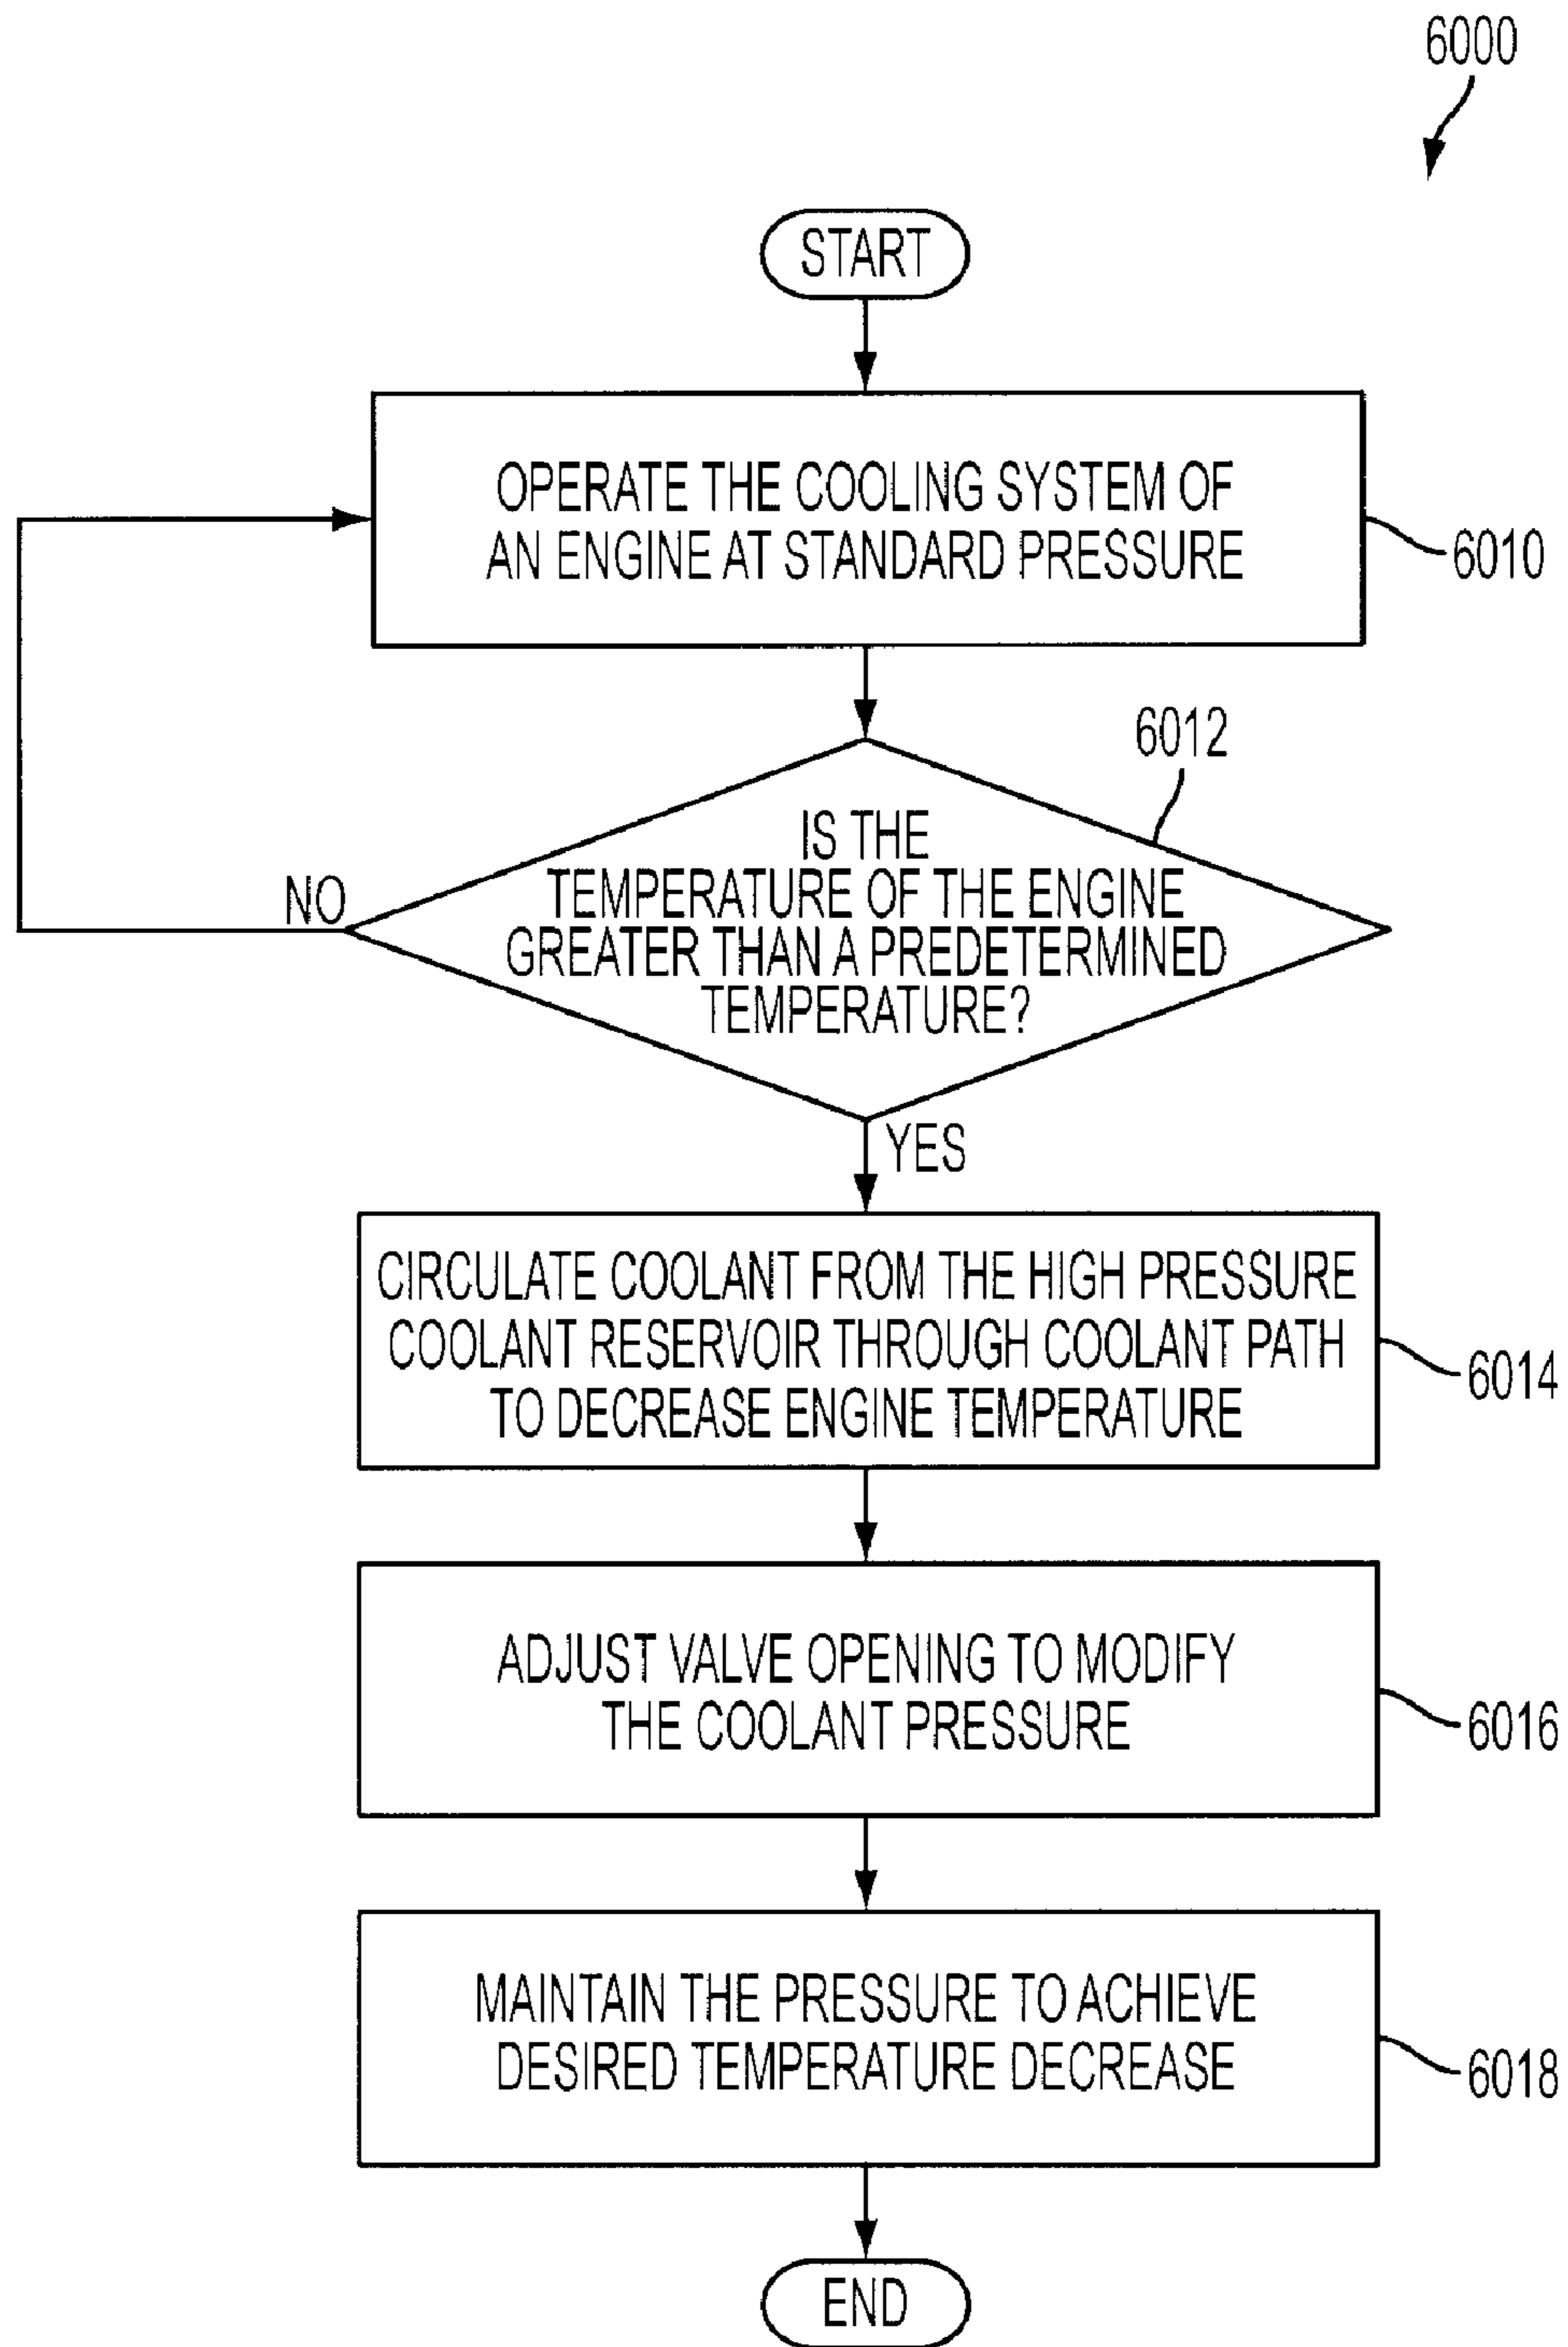 6000
START
OPERATE THE COOLING SYSTEM OF
AN ENGINE AT STANDARD PRESSURE
6010
6012
IS THE
TEMPERATURE OF THE ENGINE
GREATER THAN A PREDETERMINED
TEMPERATURE?
NO
YES
CIRCULATE COOLANT FROM THE HIGH PRESSURE
COOLANT RESERVOIR THROUGH COOLANT PATH
TO DECREASE ENGINE TEMPERATURE
6014
ADJUST VALVE OPENING TO MODIFY
THE COOLANT PRESSURE
6016
MAINTAIN THE PRESSURE TO ACHIEVE
DESIRED TEMPERATURE DECREASE
6018
END